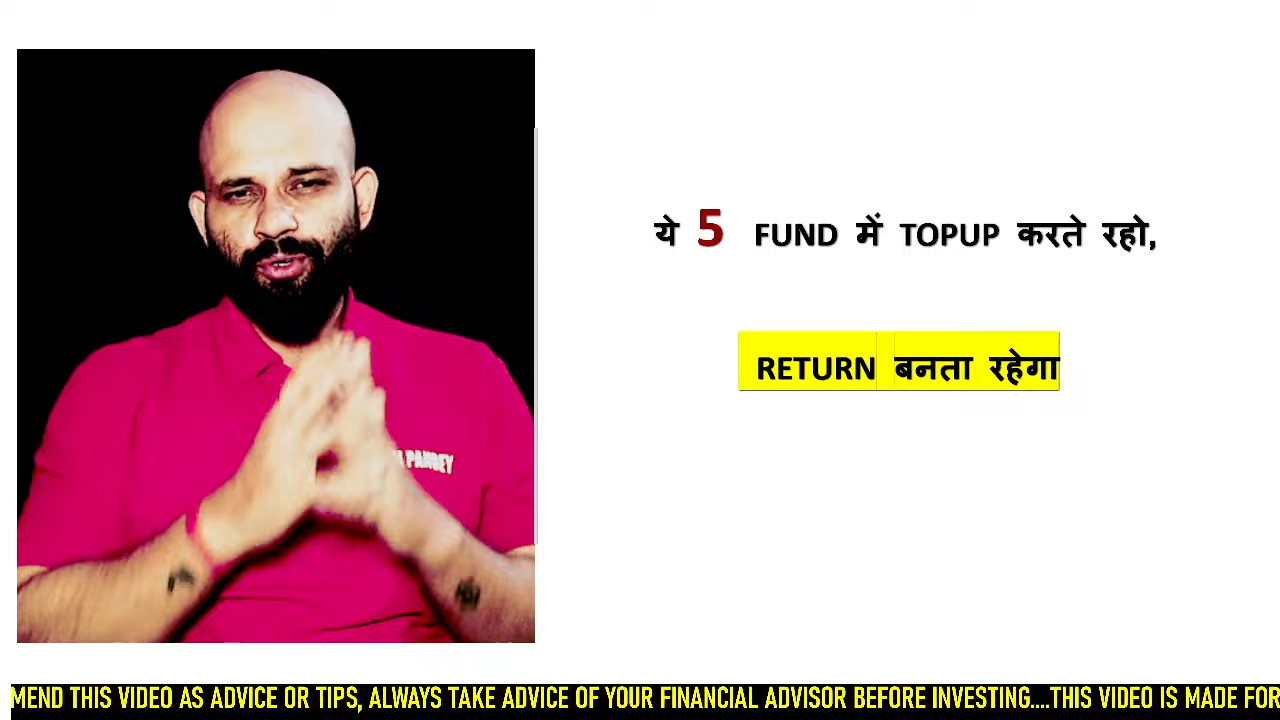 ये 5 FUND में TOPUP करते रहो,
RETURN बनता रहेगा
PANDEY
MEND THIS VIDEO AS ADVICE OR TIPS, ALWAYS TAKE ADVICE OF YOUR FINANCIAL ADVISOR BEFORE INVESTING....THIS VIDEO IS MADE FOR